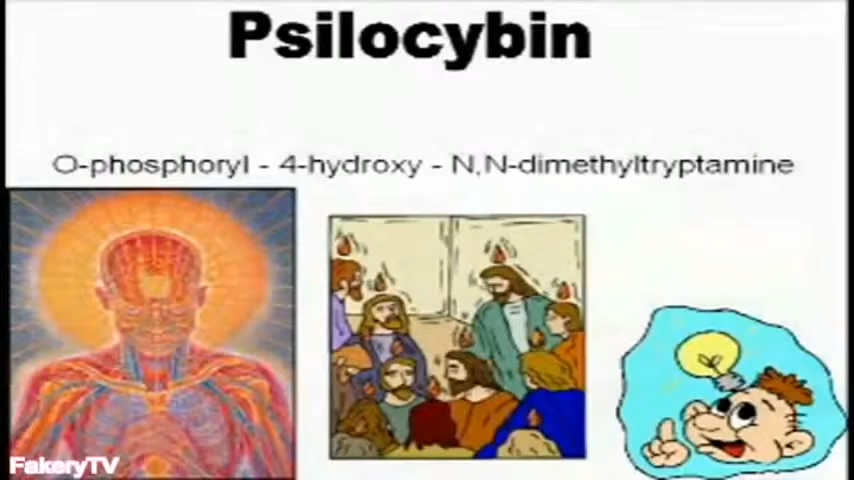 Psilocybin
O-phosphoryl - 4-hydroxy - N,N-dimethyltryptamine
FakeryTV